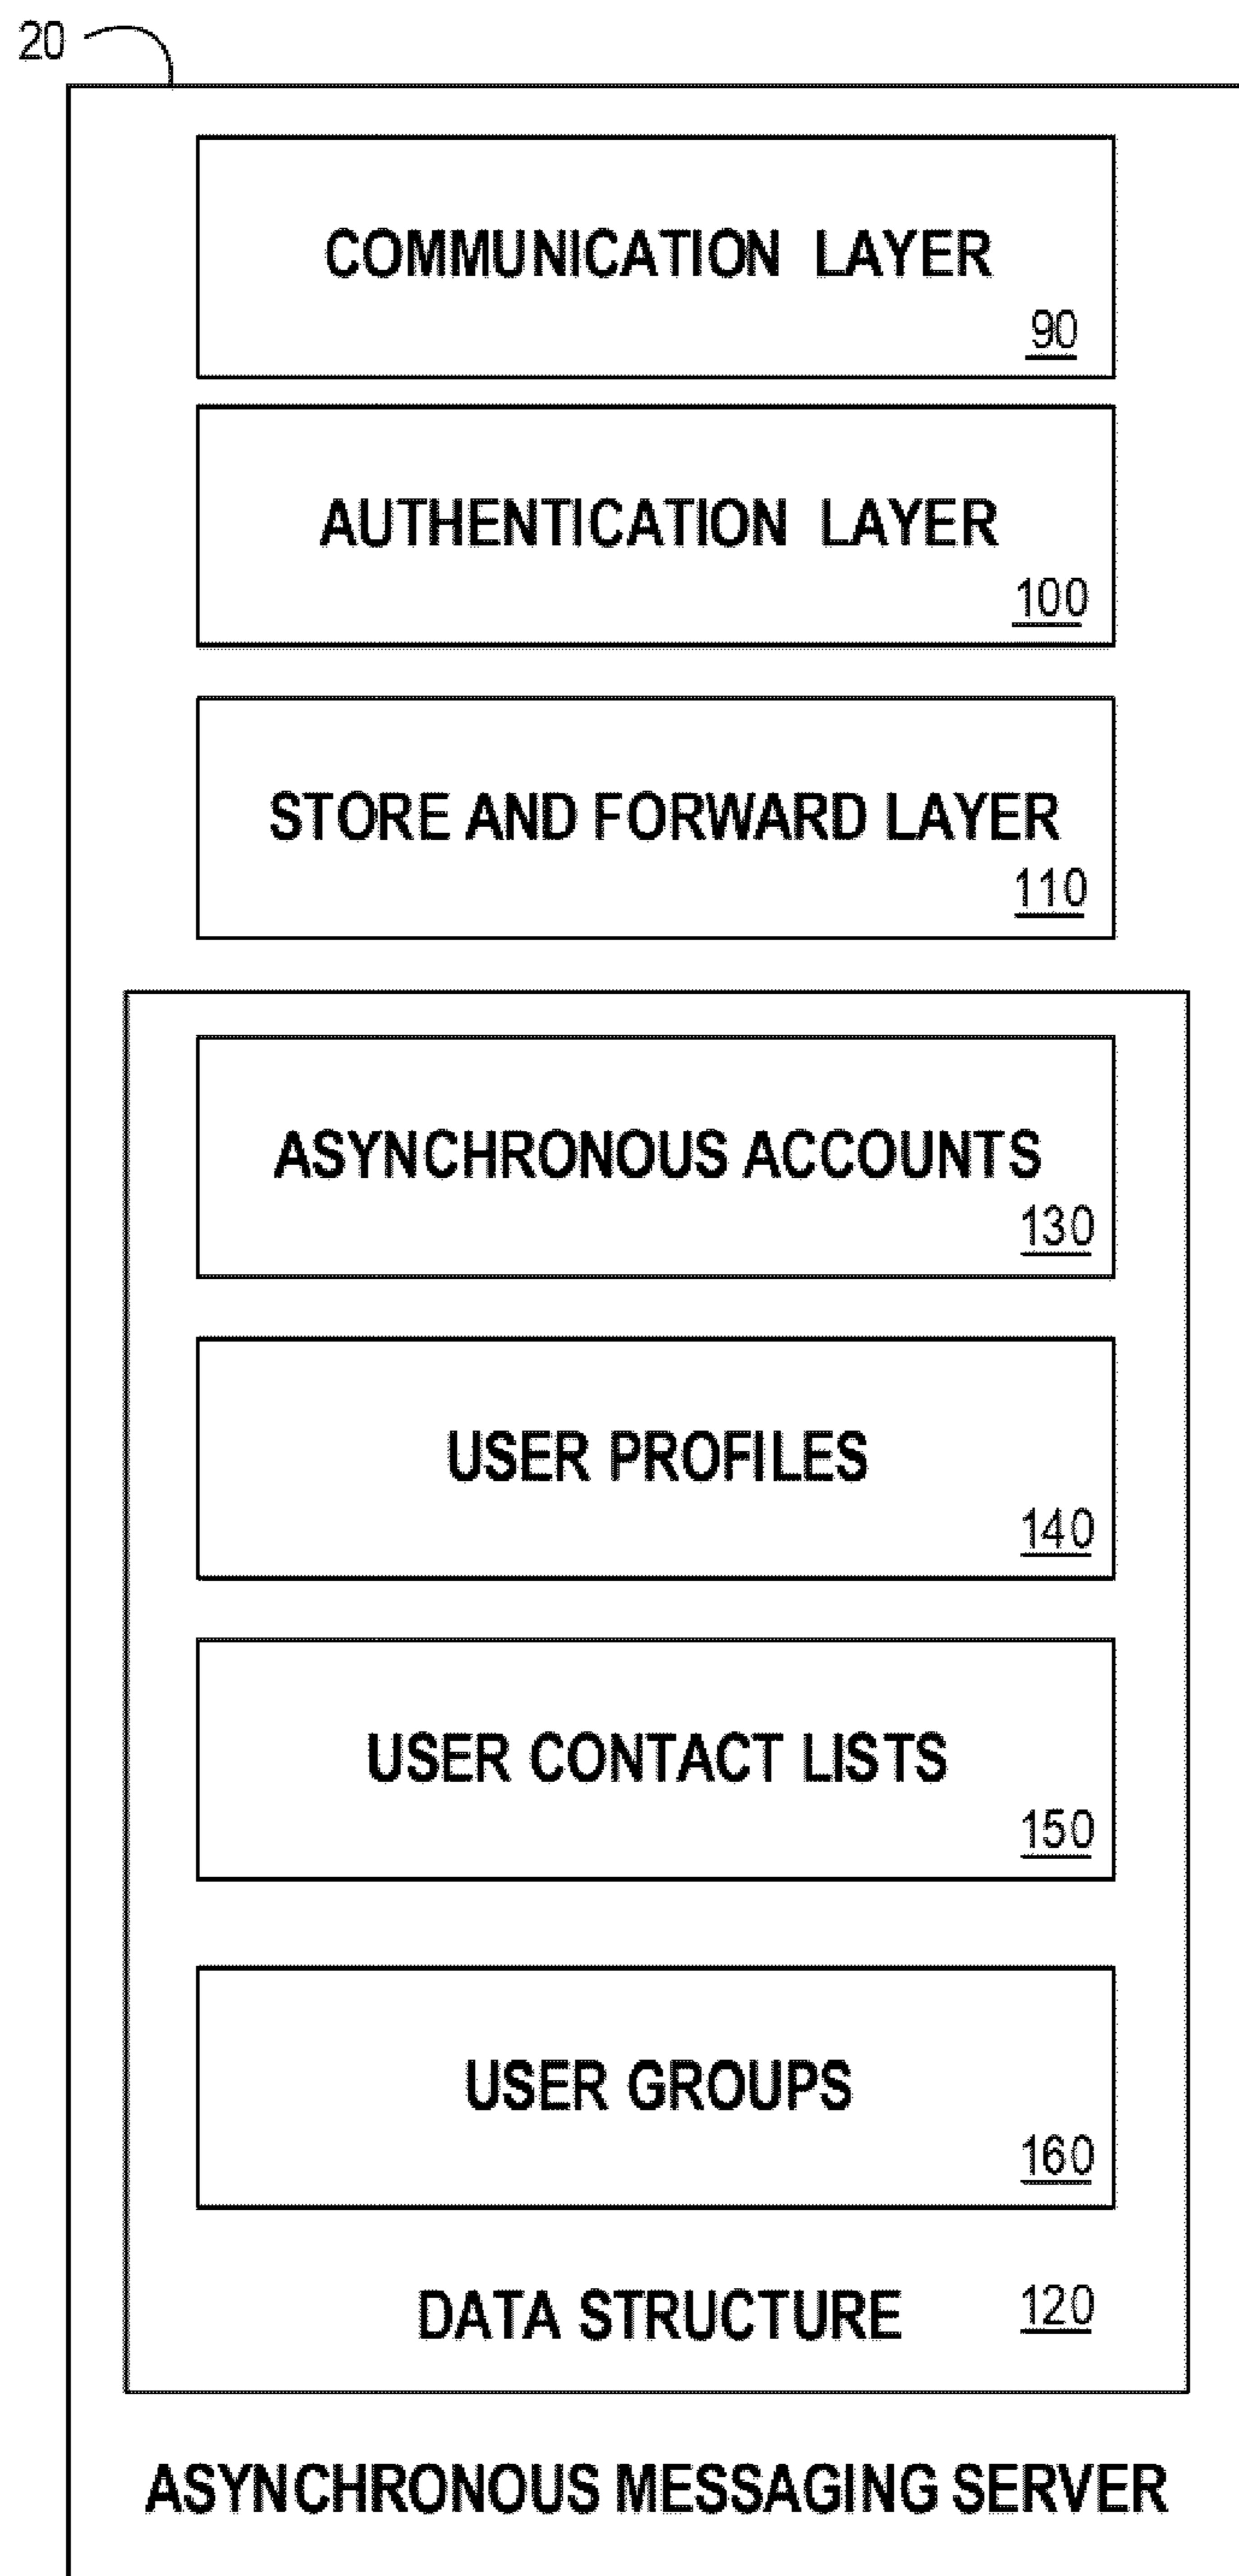 20
COMMUNICATION LAYER
90
AUTHENTICATION LAYER
100
STORE AND FORWARD LAYER
110
ASYNCHRONOUS ACCOUNTS
130
USER PROFILES
140
USER CONTACT LISTS
150
USER GROUPS
160
DATA STRUCTURE 120
ASYNCHRONOUS MESSAGING SERVER